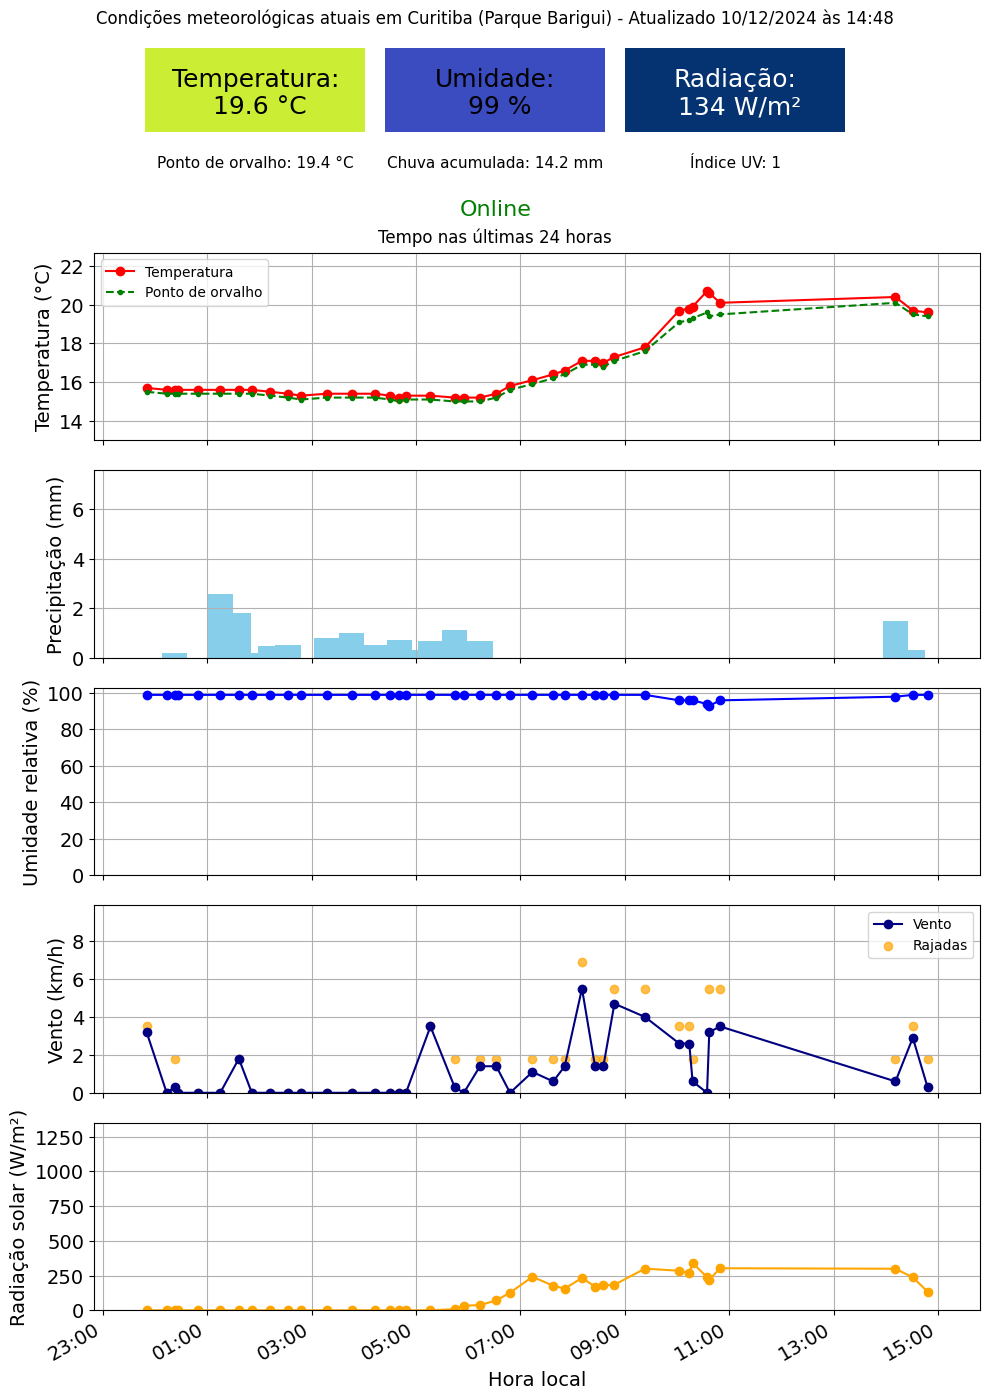 Condições meteorológicas atuais em Curitiba (Parque Barigui) - Atualizado 10/12/2024 às 14:48
Temperatura:
19.6 °C
Umidade:
99 %
Radiação:
134 W/m²
Ponto de orvalho: 19.4 °C
Chuva acumulada: 14.2 mm
Índice UV: 1
Online
Tempo nas últimas 24 horas
Temperatura (°C)
22
20
18
16
14
Temperatura
Ponto de orvalho
Precipitação (mm)
6
4
2
0
Umidade relativa (%)
100
80
60
40
20
0
Vento (km/h)
8
6
4
2
0
Vento
Rajadas
Radiação solar (W/m²)
1250
1000
750
500
250
0
23:00
01:00
03:00
05:00
07:00
09:00
11:00
13:00
15:00
Hora local